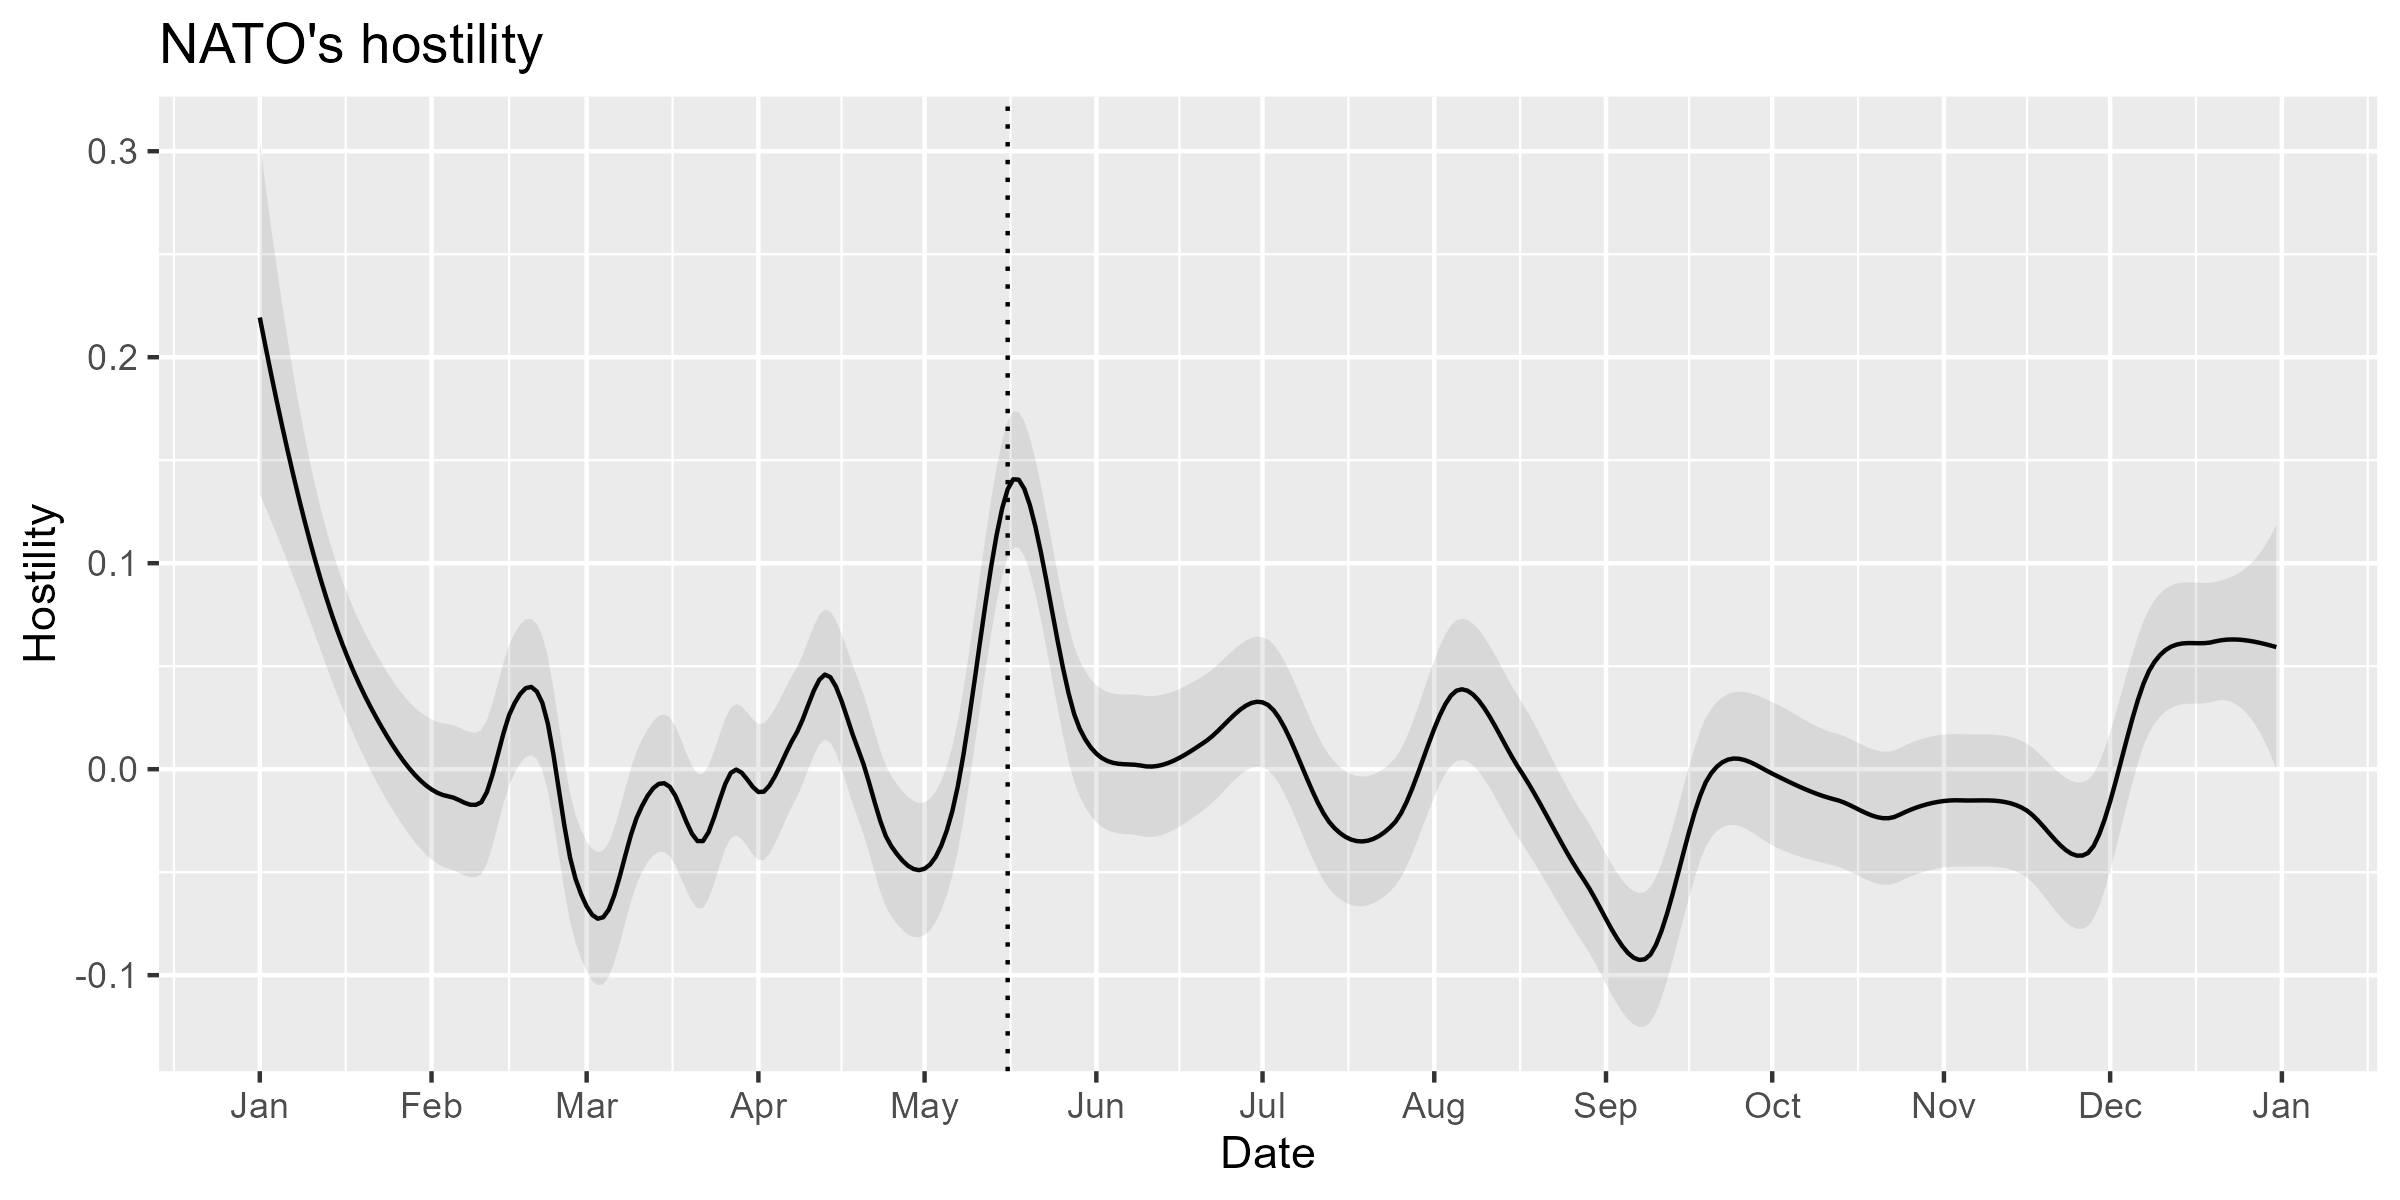 NATO's hostility
0.3
0.2
0.1
0.0
-0.1
Hostility
Jan Feb Mar Apr May Jun Jul Aug Sep Oct Nov Dec Jan
Date